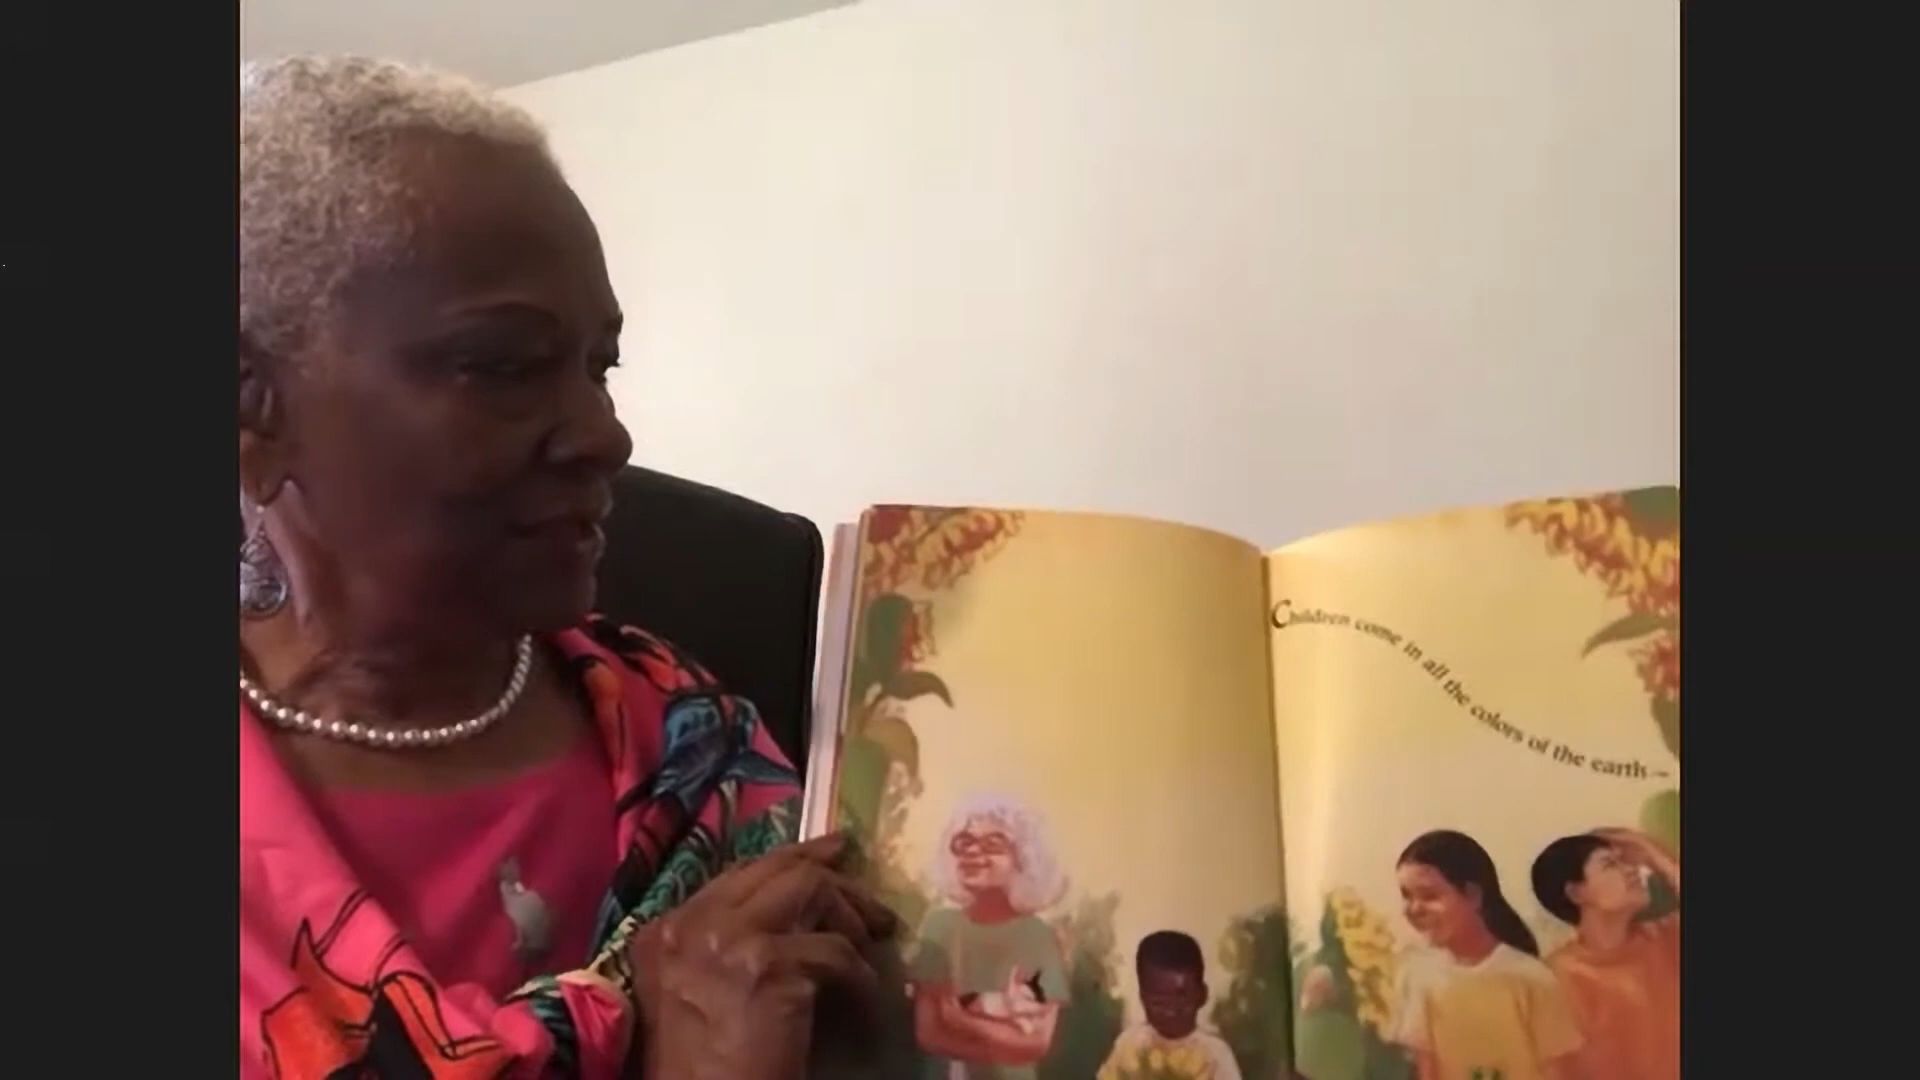 Children come in all the colors of the earth —